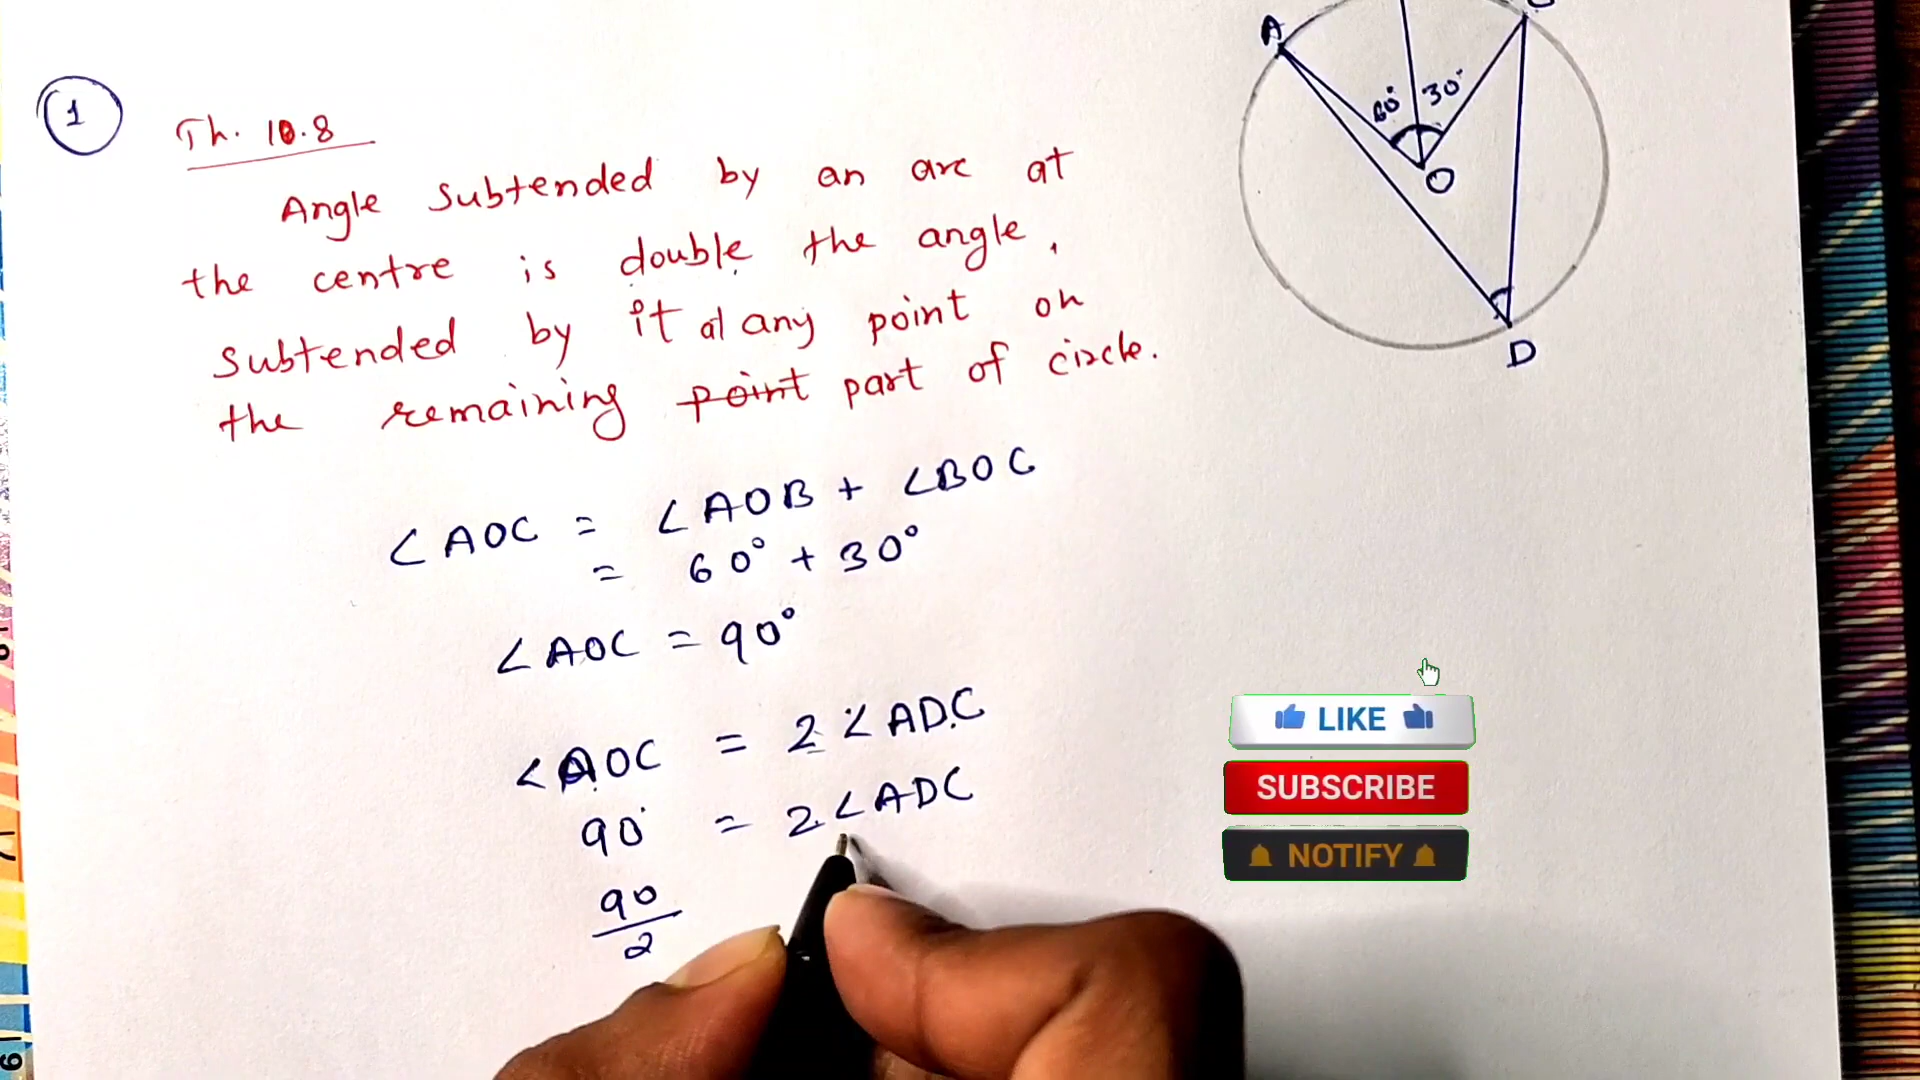 1
Th. 10.8
Angle subtended by an arc at
the centre is double the angle,
subtended by it at any point on
the remaining point part of circle.
∠AOC = ∠AOB + ∠BOC
= 60° + 30°
∠AOC = 90°
∠AOC = 2∠ADC
90° = 2∠ADC
90/2
A
60° 30°
O
D
LIKE
SUBSCRIBE
NOTIFY